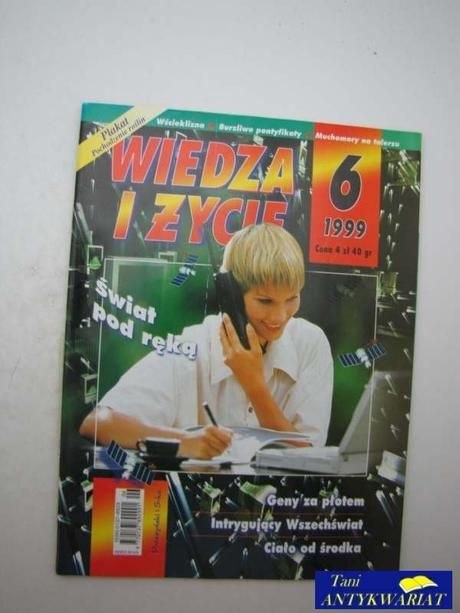 Plakat
Pochodzenie roślin
Wścieklizna Burzliwe pontyfikaty Muchomory na talerzu
WIEDZA
I ŻYCIE
6
1999
Cena 4 zł 40 gr
Świat
pod ręką
Geny za płotem
Intrygujący Wszechświat
Ciało od środka
Prószyński i S-ka
Tani
ANTYKWARIAT